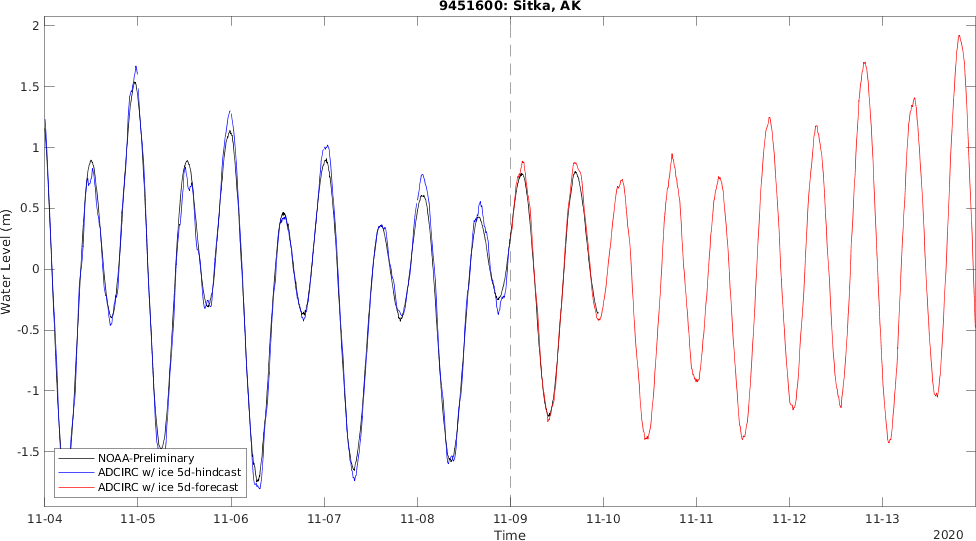 9451600: Sitka, AK
2
1.5
1
0.5
0
-0.5
-1
-1.5
Water Level (m)
NOAA-Preliminary
ADCIRC w/ ice 5d-hindcast
ADCIRC w/ ice 5d-forecast
11-04 11-05 11-06 11-07 11-08 11-09 11-10 11-11 11-12 11-13
Time
2020